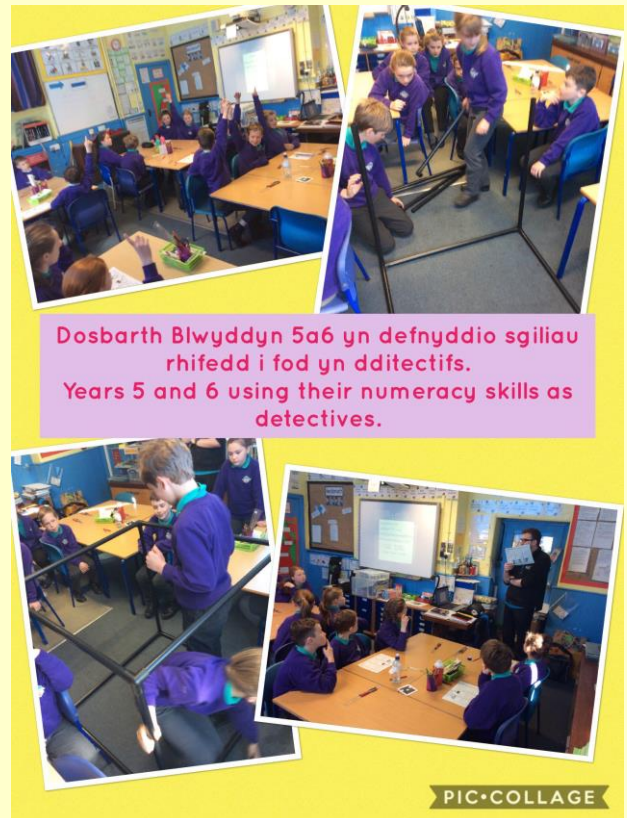 Dosbarth Blwyddyn 5a6 yn defnyddio sgiliau
rhifedd i fod yn dditectifs.
Years 5 and 6 using their numeracy skills as
detectives.
PIC•COLLAGE